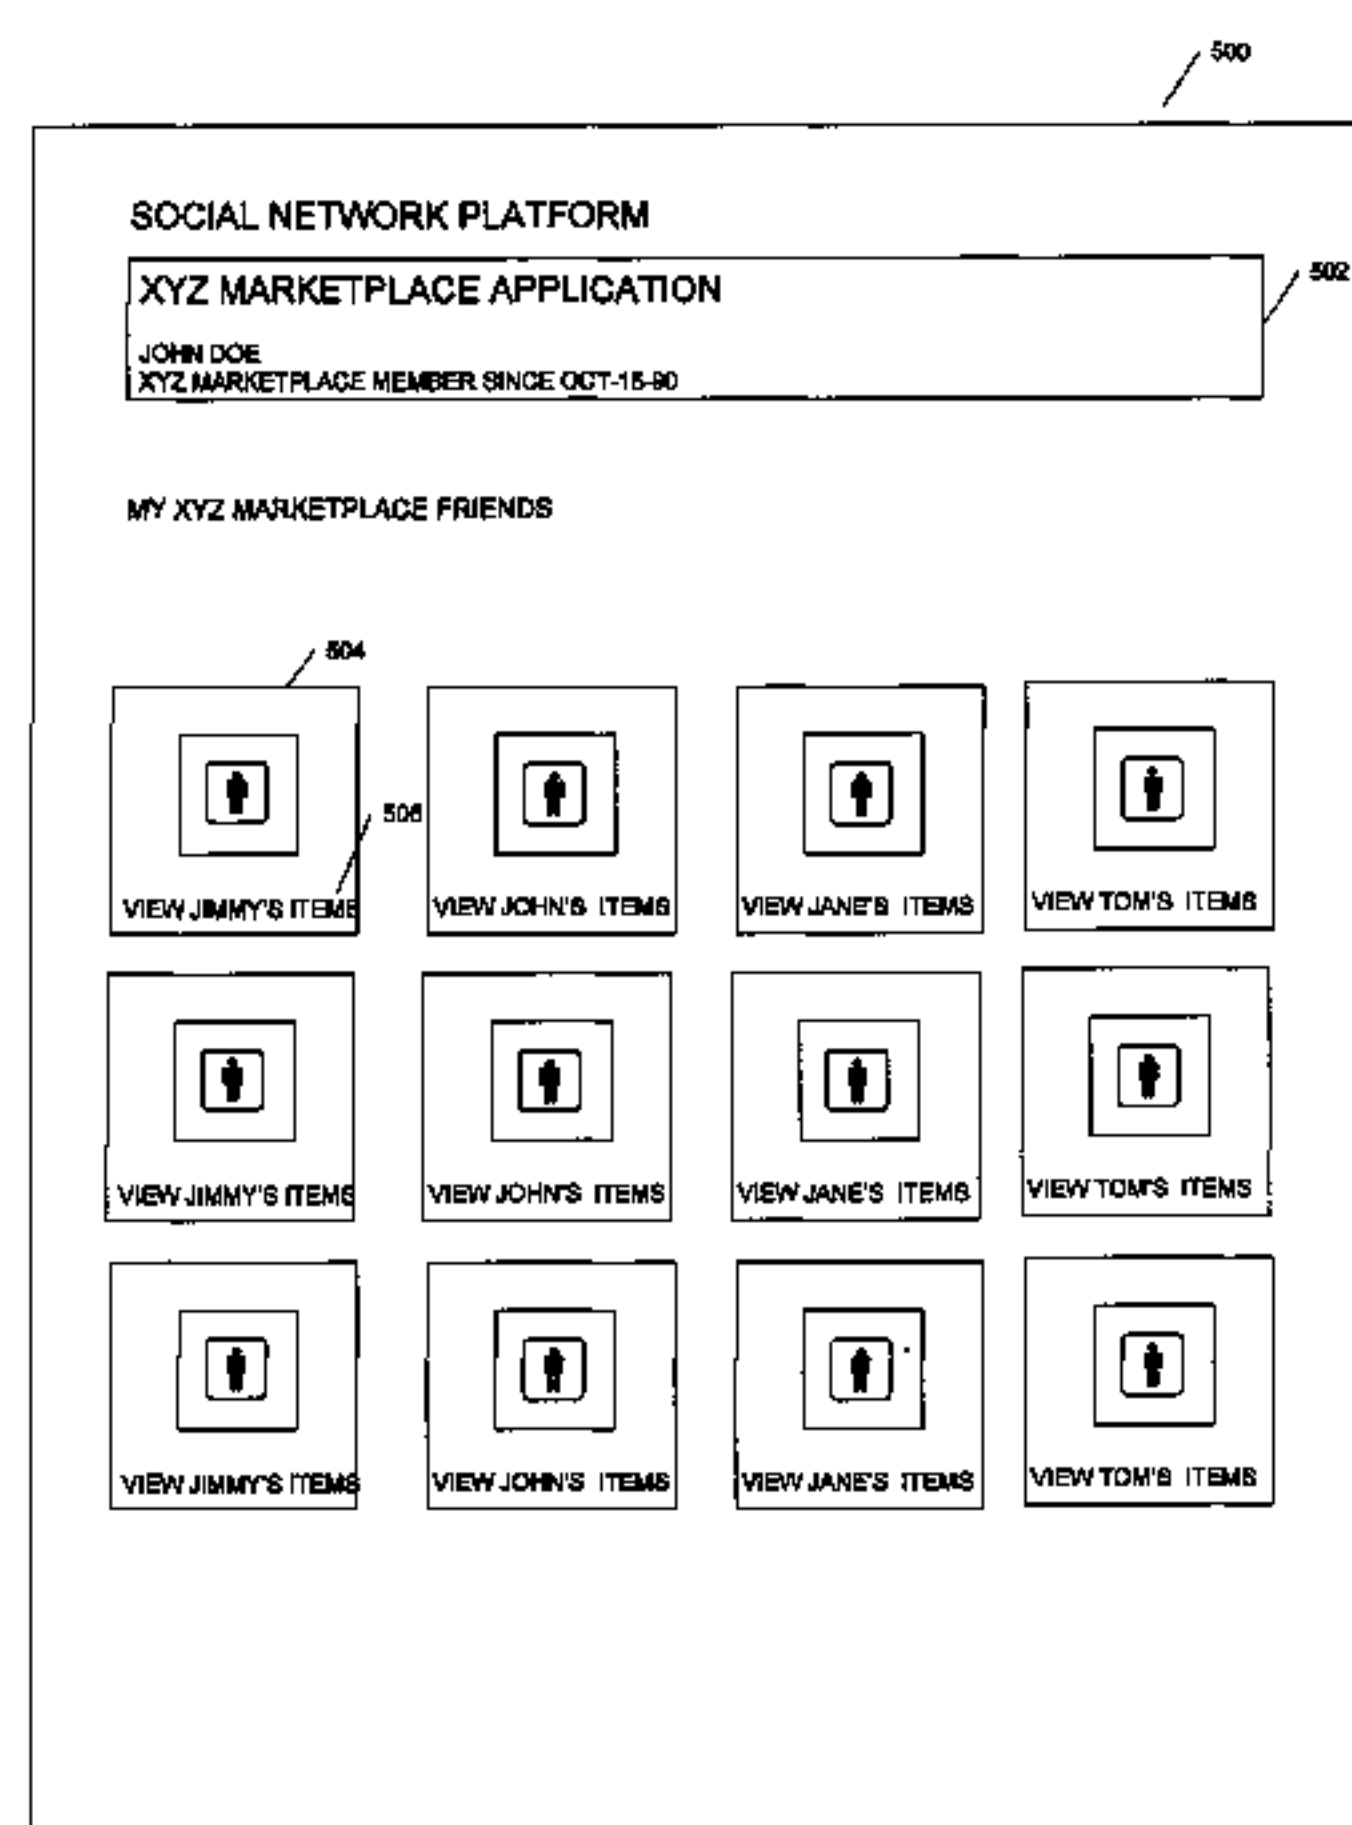 500
SOCIAL NETWORK PLATFORM
XYZ MARKETPLACE APPLICATION
502
JOHN DOE
XYZ MARKETPLACE MEMBER SINCE OCT-15-90
MY XYZ MARKETPLACE FRIENDS
504
506
VIEW JIMMY'S ITEMS VIEW JOHN'S ITEMS VIEW JANE'S ITEMS VIEW TOM'S ITEMS
VIEW JIMMY'S ITEMS VIEW JOHN'S ITEMS VIEW JANE'S ITEMS VIEW TOM'S ITEMS
VIEW JIMMY'S ITEMS VIEW JOHN'S ITEMS VIEW JANE'S ITEMS VIEW TOM'S ITEMS